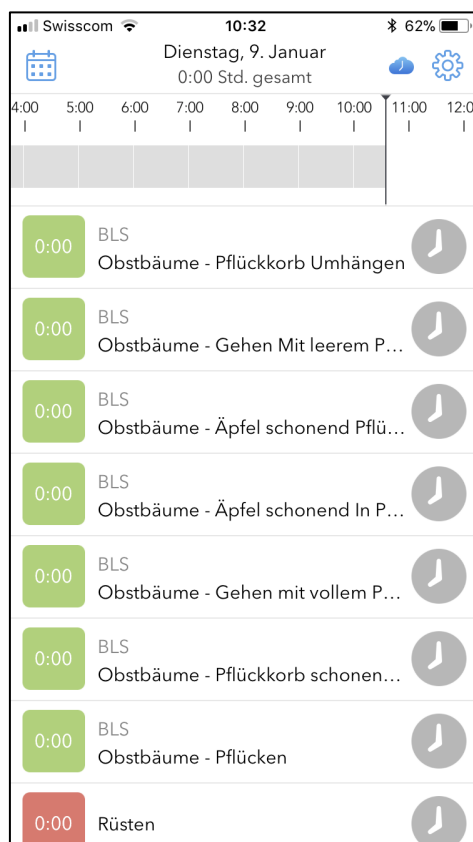 Swisscom 10:32 62%
Dienstag, 9. Januar
0:00 Std. gesamt
4:00 5:00 6:00 7:00 8:00 9:00 10:00 11:00 12:0
BLS
0:00 Obstbäume - Pflückkorb Umhängen
BLS
0:00 Obstbäume - Gehen Mit leerem P...
BLS
0:00 Obstbäume - Äpfel schonend Pflü...
BLS
0:00 Obstbäume - Äpfel schonend In P...
BLS
0:00 Obstbäume - Gehen mit vollem P...
BLS
0:00 Obstbäume - Pflückkorb schonen...
BLS
0:00 Obstbäume - Pflücken
0:00 Rüsten